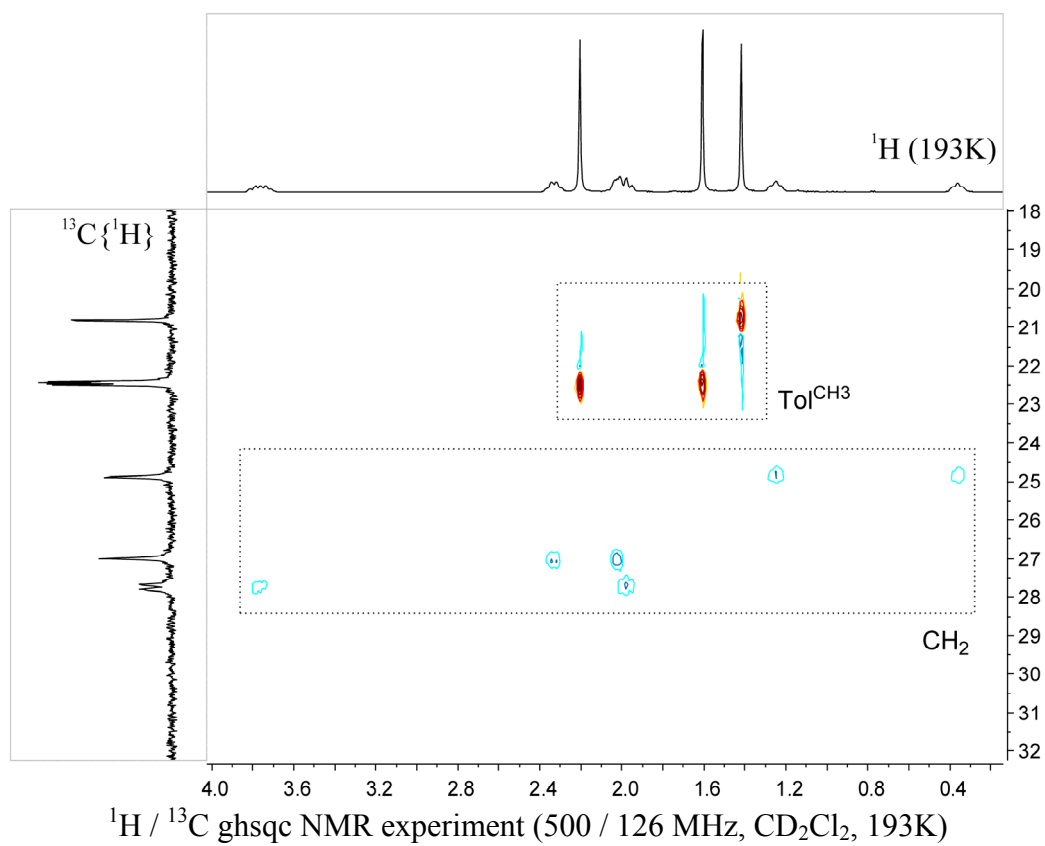 ¹H (193K)
¹³C{¹H}
18
19
20
21
22
23
24
25
26
27
28
29
30
31
32
Tol^CH3
CH₂
4.0 3.6 3.2 2.8 2.4 2.0 1.6 1.2 0.8 0.4
¹H / ¹³C ghsqc NMR experiment (500 / 126 MHz, CD₂Cl₂, 193K)